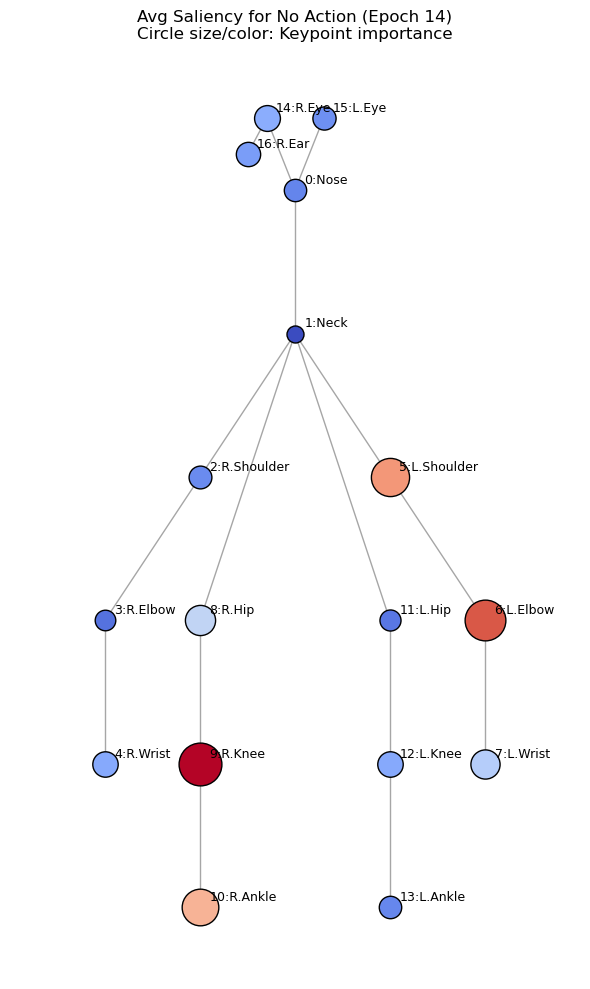 Avg Saliency for No Action (Epoch 14)
Circle size/color: Keypoint importance
14:R.Eye
15:L.Eye
16:R.Ear
0:Nose
1:Neck
2:R.Shoulder
5:L.Shoulder
3:R.Elbow
8:R.Hip
11:L.Hip
6:L.Elbow
4:R.Wrist
9:R.Knee
12:L.Knee
7:L.Wrist
10:R.Ankle
13:L.Ankle